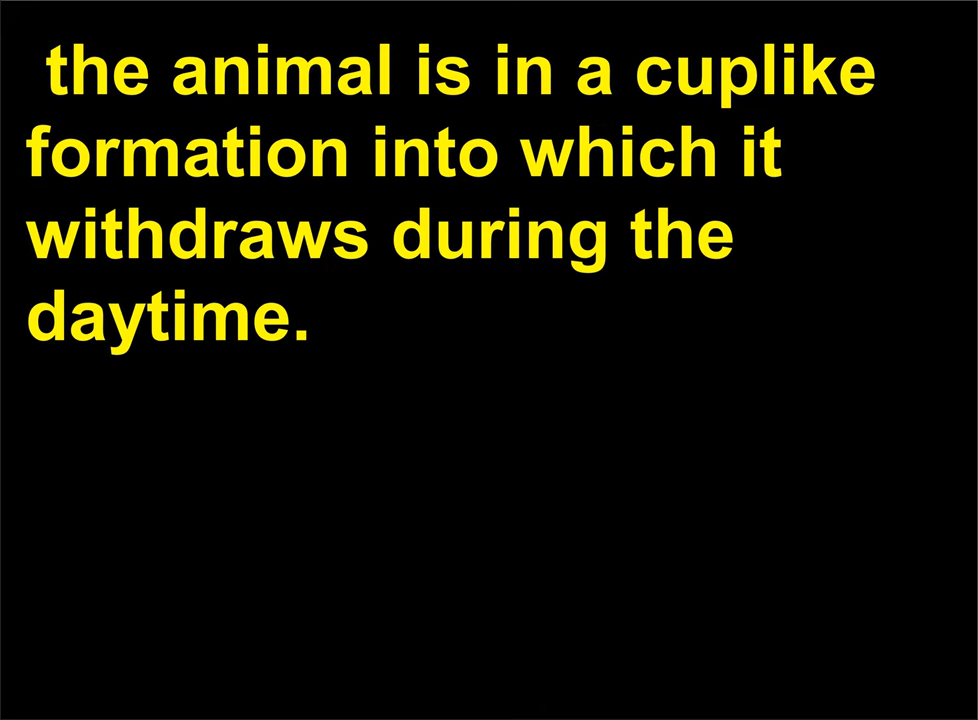 the animal is in a cuplike
formation into which it
withdraws during the
daytime.